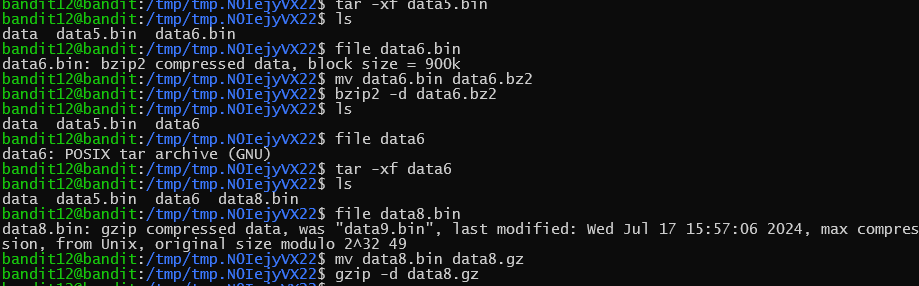 bandit12@bandit:/tmp/tmp.NOIejyVX22$ tar -xf data5.bin
bandit12@bandit:/tmp/tmp.NOIejyVX22$ ls
data  data5.bin  data6.bin
bandit12@bandit:/tmp/tmp.NOIejyVX22$ file data6.bin
data6.bin: bzip2 compressed data, block size = 900k
bandit12@bandit:/tmp/tmp.NOIejyVX22$ mv data6.bin data6.bz2
bandit12@bandit:/tmp/tmp.NOIejyVX22$ bzip2 -d data6.bz2
bandit12@bandit:/tmp/tmp.NOIejyVX22$ ls
data  data5.bin  data6
bandit12@bandit:/tmp/tmp.NOIejyVX22$ file data6
data6: POSIX tar archive (GNU)
bandit12@bandit:/tmp/tmp.NOIejyVX22$ tar -xf data6
bandit12@bandit:/tmp/tmp.NOIejyVX22$ ls
data  data5.bin  data6  data8.bin
bandit12@bandit:/tmp/tmp.NOIejyVX22$ file data8.bin
data8.bin: gzip compressed data, was "data9.bin", last modified: Wed Jul 17 15:57:06 2024, max compres
sion, from Unix, original size modulo 2^32 49
bandit12@bandit:/tmp/tmp.NOIejyVX22$ mv data8.bin data8.gz
bandit12@bandit:/tmp/tmp.NOIejyVX22$ gzip -d data8.gz